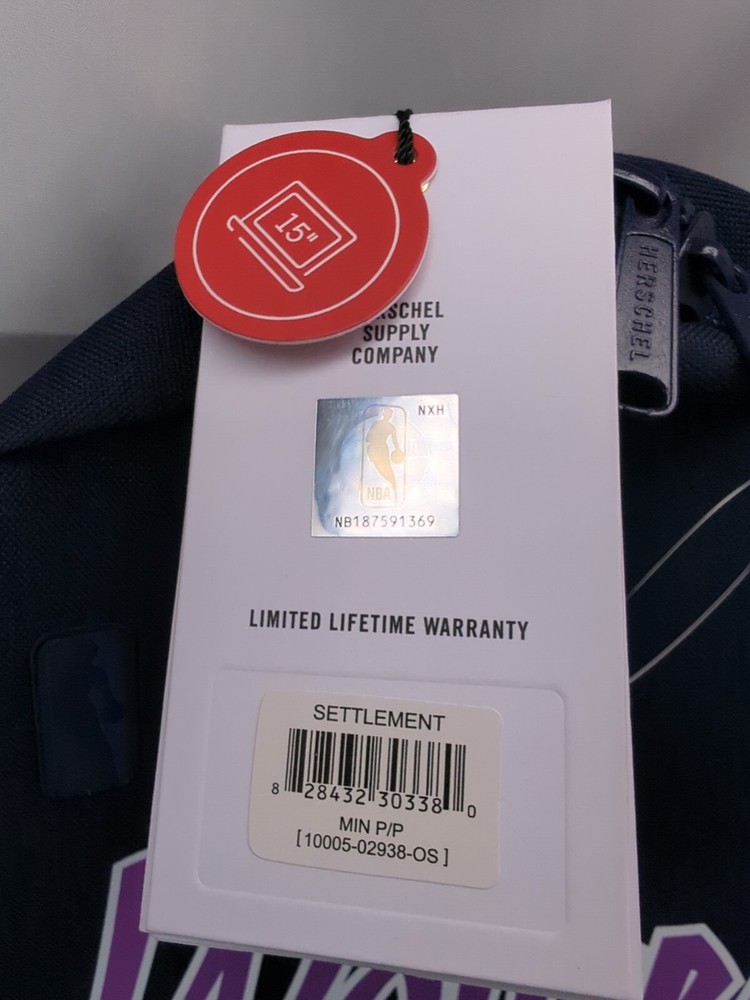 15"
HERSCHEL
SUPPLY
COMPANY
HERSCHEL
NXH
NBA
NB187591369
LIMITED LIFETIME WARRANTY
SETTLEMENT
8 28432 30338 0
MIN P/P
[ 10005-02938-OS ]